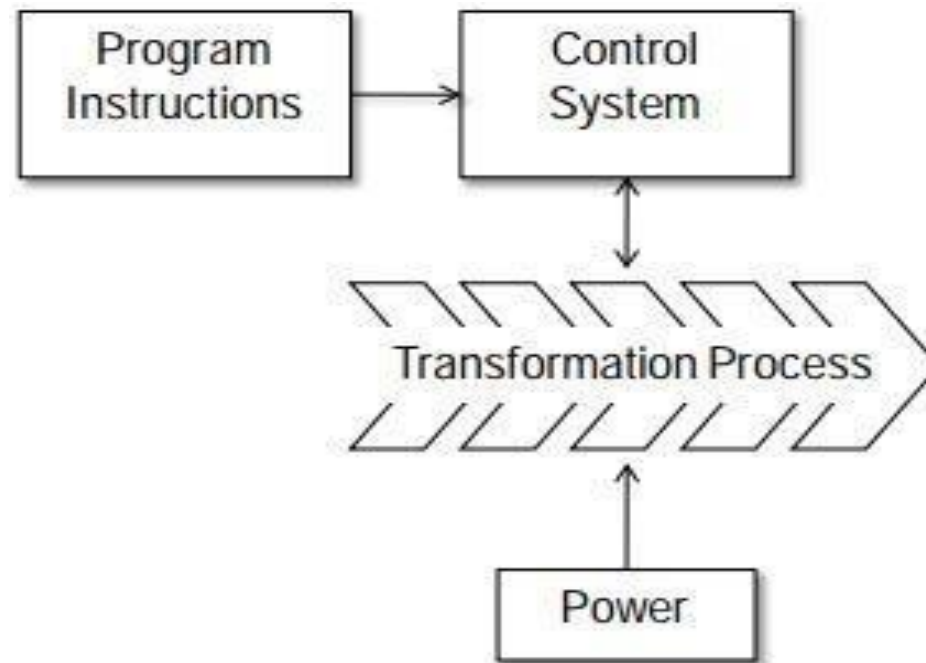 Program
Instructions
Control
System
Transformation Process
Power